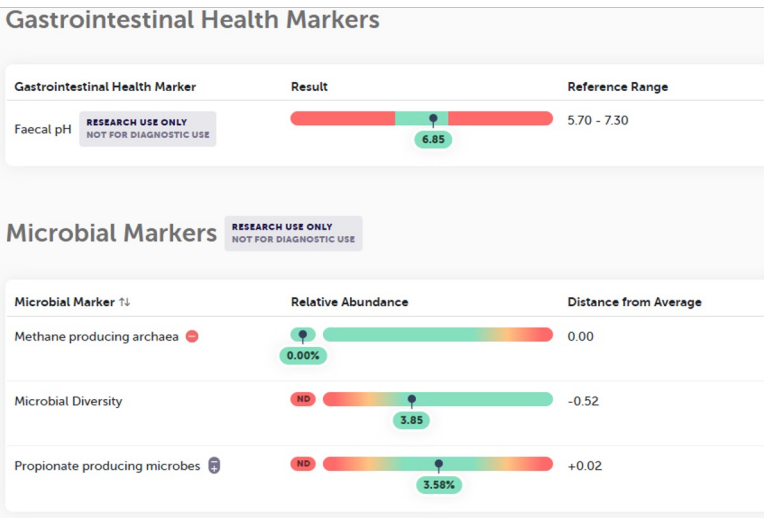 Gastrointestinal Health Markers
Gastrointestinal Health Marker Result Reference Range
Faecal pH RESEARCH USE ONLY 5.70 - 7.30
NOT FOR DIAGNOSTIC USE
6.85
Microbial Markers RESEARCH USE ONLY
NOT FOR DIAGNOSTIC USE
Microbial Marker ↑↓ Relative Abundance Distance from Average
Methane producing archaea 0.00
0.00%
Microbial Diversity ND -0.52
3.85
Propionate producing microbes ND +0.02
3.58%